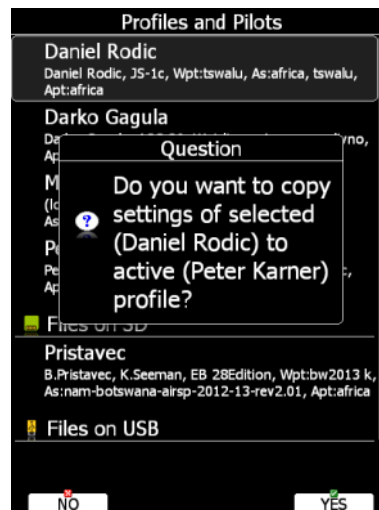 Profiles and Pilots
Daniel Rodic
Daniel Rodic, JS-1c, Wpt:tswalu, As:africa, tswalu,
Apt:africa
Darko Gagula
Question
Do you want to copy
settings of selected
(Daniel Rodic) to
active (Peter Karner)
profile?
Files on SD
Pristavec
B.Pristavec, K.Seeman, EB 28Edition, Wpt:bw2013 k,
As:nam-botswana-airsp-2012-13-rev2.01, Apt:africa
Files on USB
NO YES